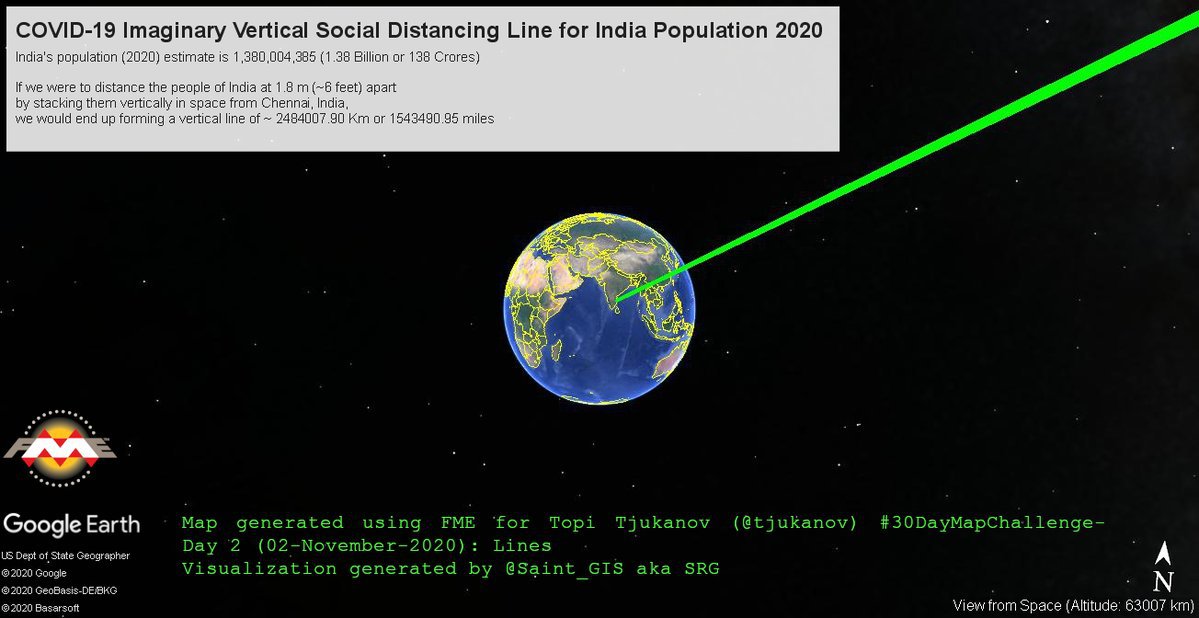 COVID-19 Imaginary Vertical Social Distancing Line for India Population 2020
India's population (2020) estimate is 1,380,004,385 (1.38 Billion or 138 Crores)
If we were to distance the people of India at 1.8 m (~6 feet) apart
by stacking them vertically in space from Chennai, India,
we would end up forming a vertical line of ~ 2484007.90 Km or 1543490.95 miles
FME
Google Earth
US Dept of State Geographer
©2020 Google
©2020 GeoBasis-DE/BKG
©2020 Basarsoft
Map generated using FME for Topi Tjukanov (@tjukanov) #30DayMapChallenge-
Day 2 (02-November-2020): Lines
Visualization generated by @Saint_GIS aka SRG
N
View from Space (Altitude: 63007 km)